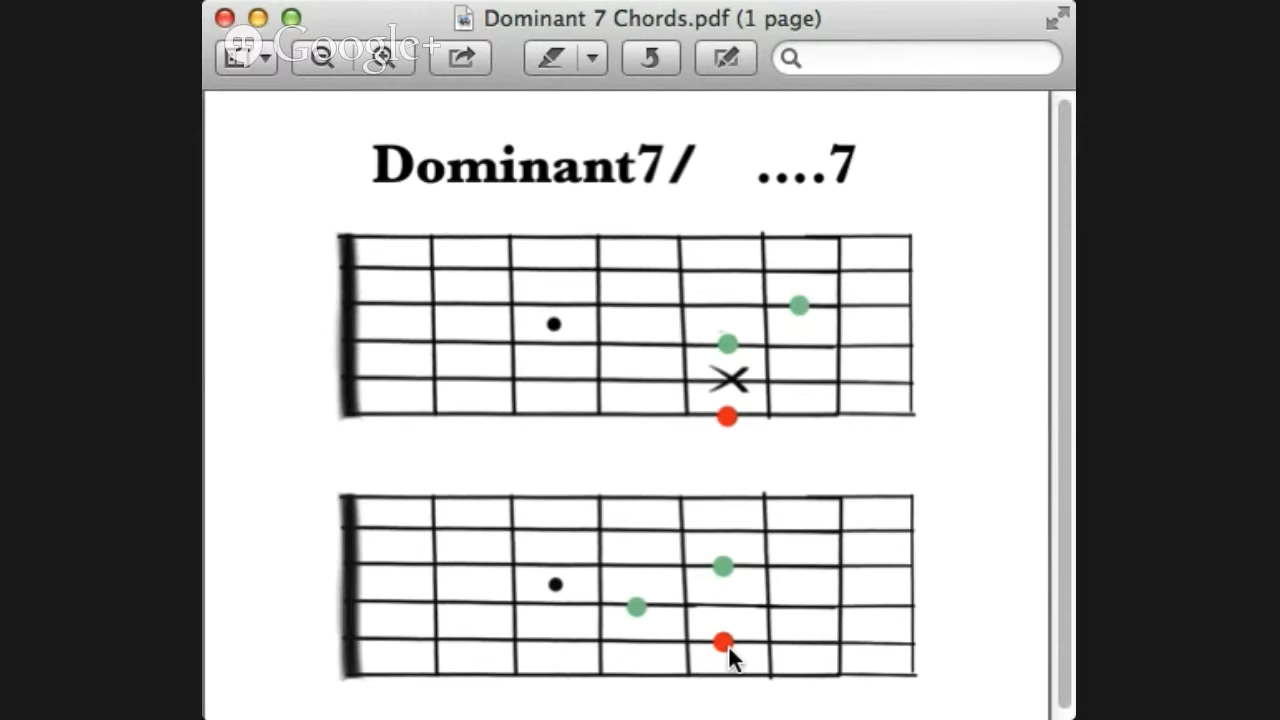 Dominant 7 Chords.pdf (1 page)
Google+
Dominant7/ ....7